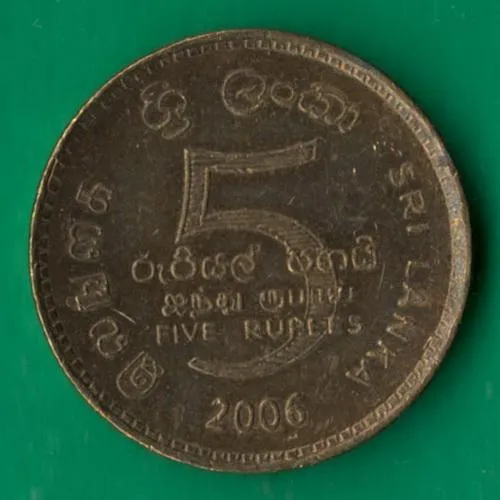 ශ්‍රී ලංකා
இலங்கை
SRI LANKA
5
රුපියල් පහයි
ஐந்து ரூபாய்
FIVE RUPEES
2006